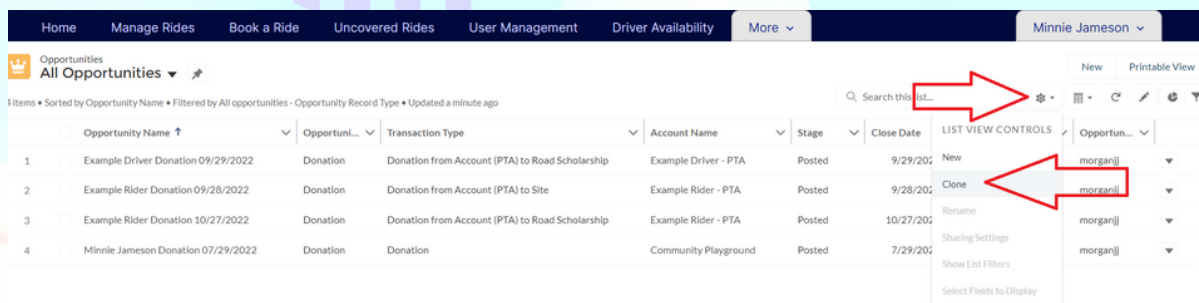 Home Manage Rides Book a Ride Uncovered Rides User Management Driver Availability More Minnie Jameson
Opportunities
All Opportunities
New Printable View
items • Sorted by Opportunity Name • Filtered by All opportunities - Opportunity Record Type • Updated a minute ago
Search this list...
Opportunity Name ↑ Opportuni... Transaction Type Account Name Stage Close Date Opportun...
LIST VIEW CONTROLS
1 Example Driver Donation 09/29/2022 Donation Donation from Account (PTA) to Road Scholarship Example Driver - PTA Posted 9/29/202 morganjj
New
2 Example Rider Donation 09/28/2022 Donation Donation from Account (PTA) to Site Example Rider - PTA Posted 9/28/202 morganjj
Clone
3 Example Rider Donation 10/27/2022 Donation Donation from Account (PTA) to Road Scholarship Example Rider - PTA Posted 10/27/202 morganjj
Rename
4 Minnie Jameson Donation 07/29/2022 Donation Donation Community Playground Posted 7/29/202 morganjj
Sharing Settings
Show List Filters
Select Fields to Display